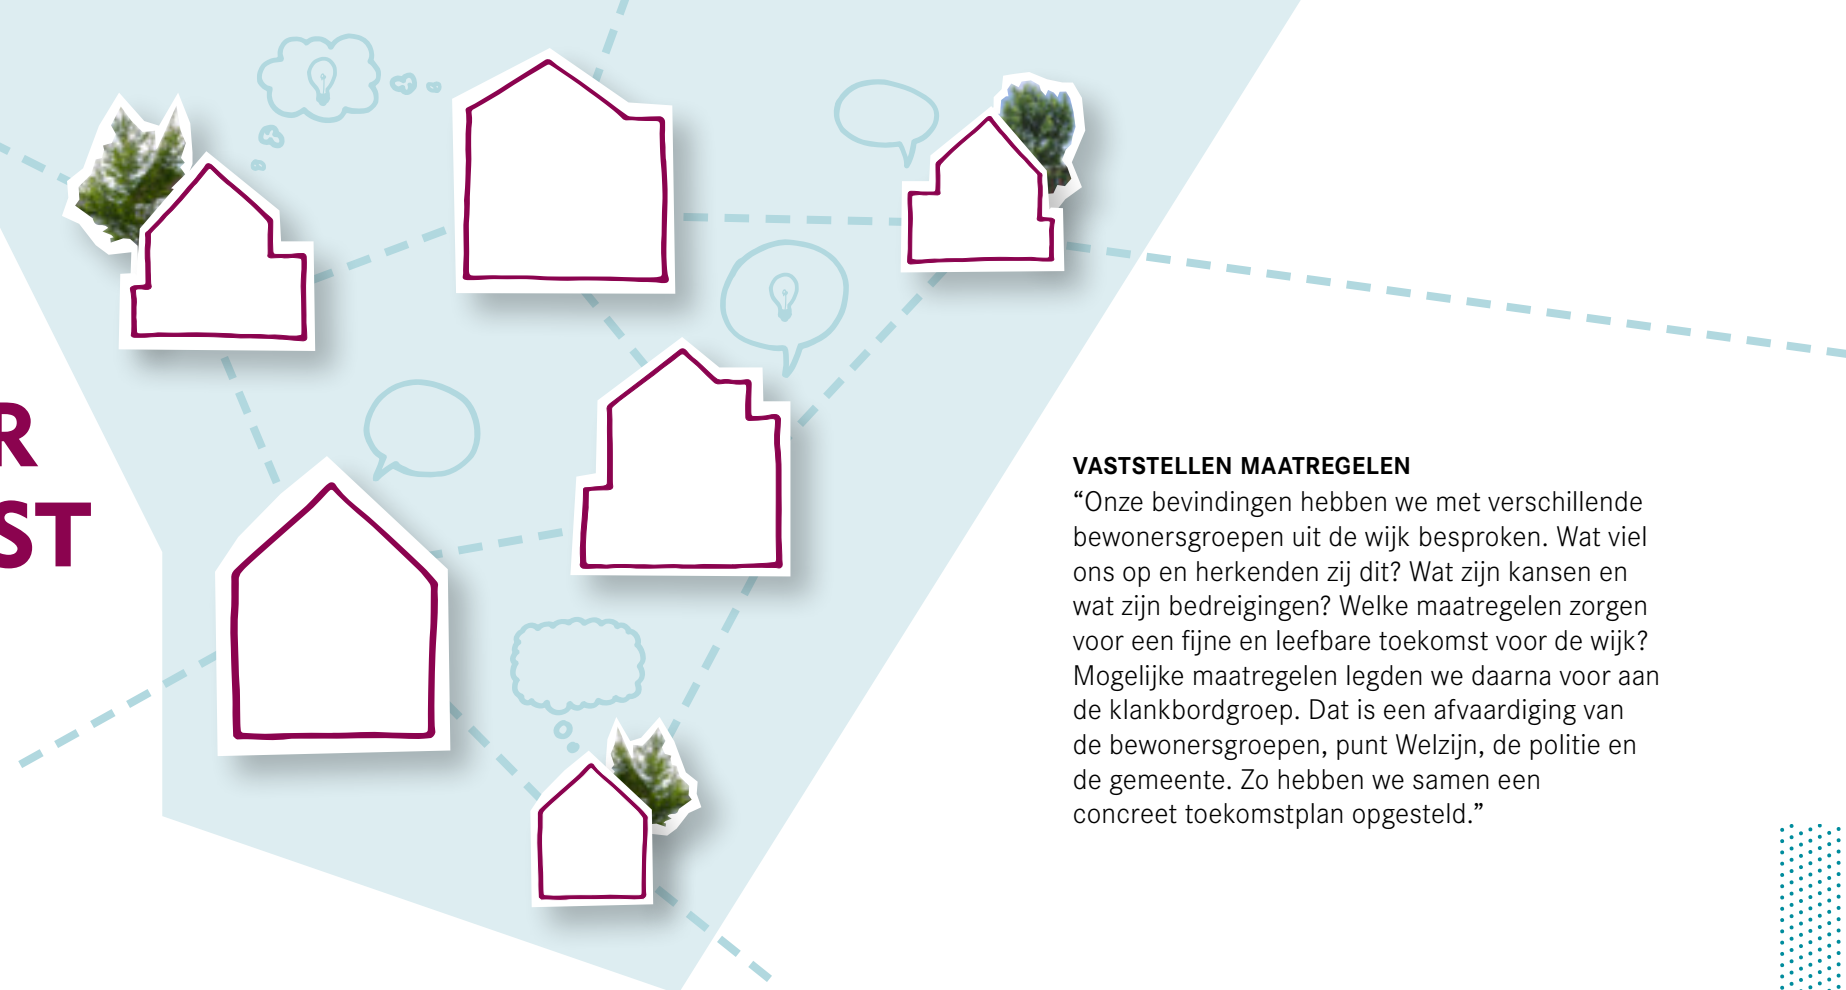 R
ST
VASTSTELLEN MAATREGELEN
“Onze bevindingen hebben we met verschillende
bewonersgroepen uit de wijk besproken. Wat viel
ons op en herkenden zij dit? Wat zijn kansen en
wat zijn bedreigingen? Welke maatregelen zorgen
voor een fijne en leefbare toekomst voor de wijk?
Mogelijke maatregelen legden we daarna voor aan
de klankbordgroep. Dat is een afvaardiging van
de bewonersgroepen, punt Welzijn, de politie en
de gemeente. Zo hebben we samen een
concreet toekomstplan opgesteld.”